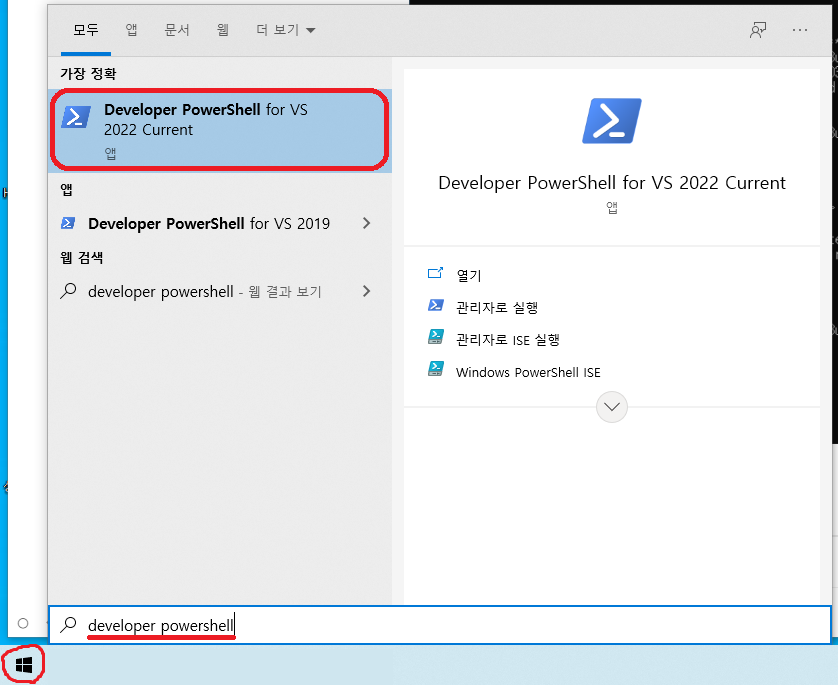 모두 앱 문서 웹 더 보기
가장 정확
Developer PowerShell for VS
2022 Current
앱
앱
Developer PowerShell for VS 2019
웹 검색
developer powershell - 웹 결과 보기
Developer PowerShell for VS 2022 Current
앱
열기
관리자로 실행
관리자로 ISE 실행
Windows PowerShell ISE
developer powershell